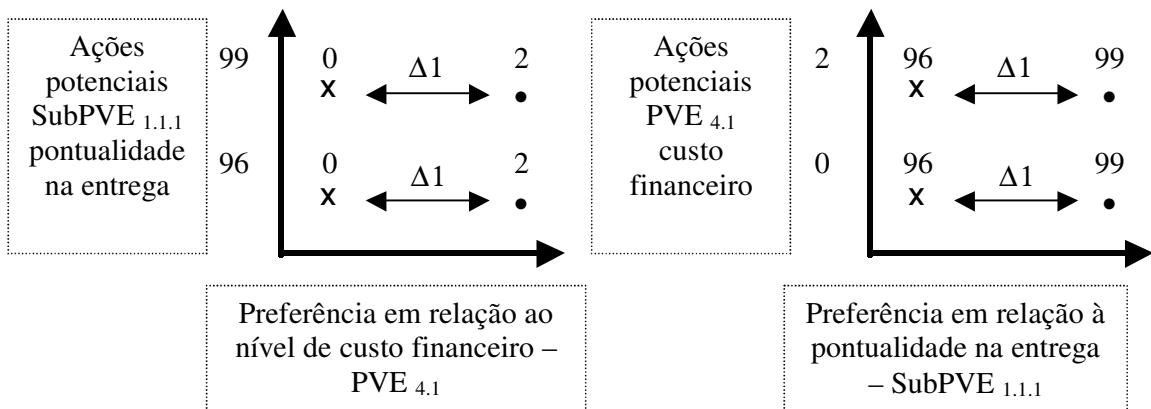 Ações
potenciais
SubPVE 1.1.1
pontualidade
na entrega
99
0
Δ1
2
x
•
96
0
Δ1
2
x
•
Preferência em relação ao
nível de custo financeiro –
PVE 4.1
Ações
potenciais
PVE 4.1
custo
financeiro
2
96
Δ1
99
x
•
0
96
Δ1
99
x
•
Preferência em relação à
pontualidade na entrega
– SubPVE 1.1.1